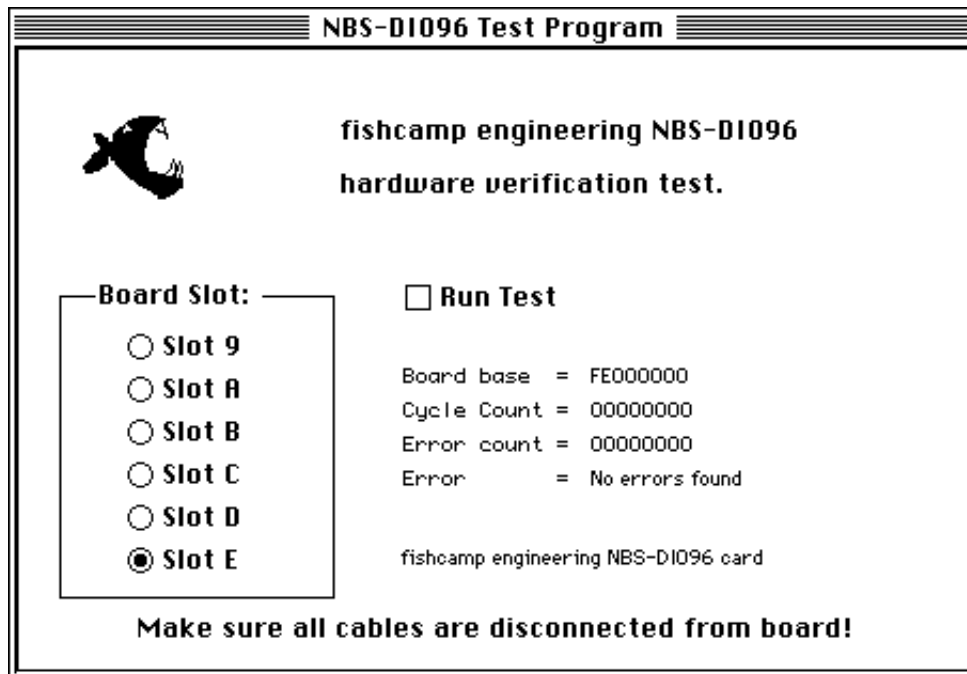 NBS-DIO96 Test Program
fishcamp engineering NBS-DIO96
hardware verification test.
Board Slot:
Slot 9
Slot A
Slot B
Slot C
Slot D
Slot E
Run Test
Board base = FE000000
Cycle Count = 00000000
Error count = 00000000
Error = No errors found
fishcamp engineering NBS-DIO96 card
Make sure all cables are disconnected from board!